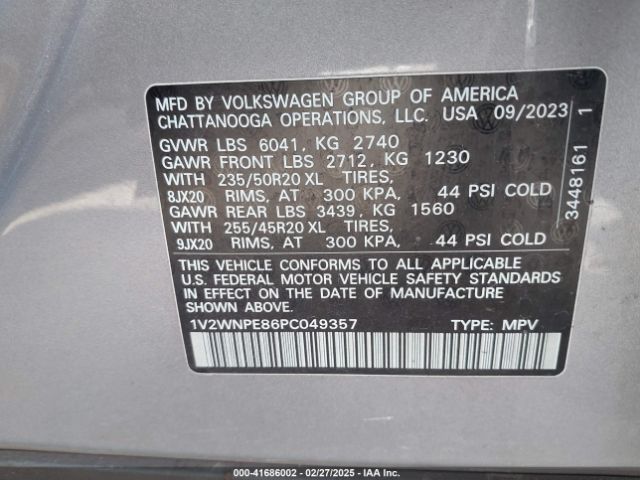 MFD BY VOLKSWAGEN GROUP OF AMERICA
CHATTANOOGA OPERATIONS, LLC. USA 09/2023
GVWR LBS 6041, KG 2740
GAWR FRONT LBS 2712, KG 1230
WITH 235/50R20 XL TIRES,
8JX20 RIMS, AT 300 KPA, 44 PSI COLD
GAWR REAR LBS 3439, KG 1560
WITH 255/45R20 XL TIRES,
9JX20 RIMS, AT 300 KPA, 44 PSI COLD
THIS VEHICLE CONFORMS TO ALL APPLICABLE
U.S. FEDERAL MOTOR VEHICLE SAFETY STANDARDS
IN EFFECT ON THE DATE OF MANUFACTURE
SHOWN ABOVE.
1V2WNPE86PC049357 TYPE: MPV
3448161 1
000-41686002 - 02/27/2025 - IAA Inc.